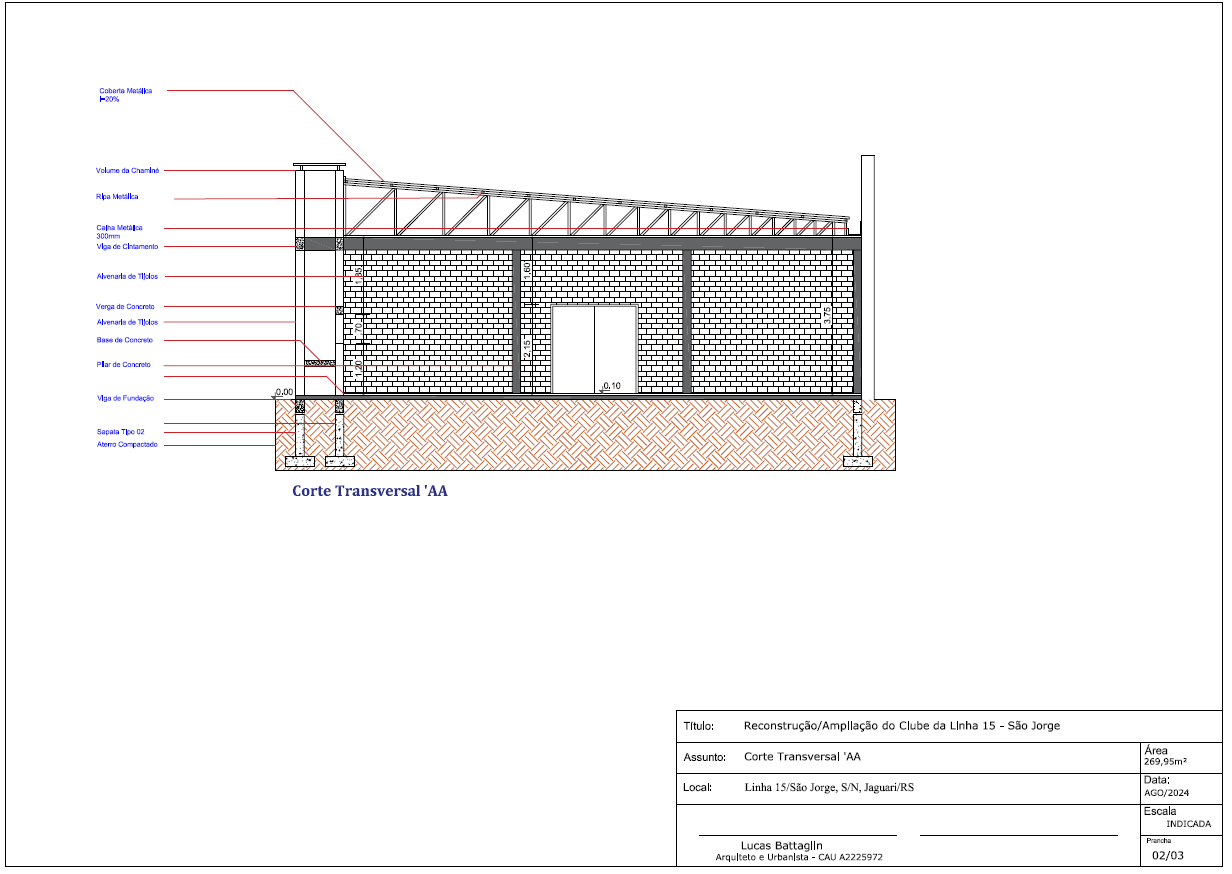 Coberta Metálica
i=20%
Volume da Chaminé
Ripa Metálica
Calha Metálica
300mm
Viga de Cintamento
Alvenaria de Tijolos
Verga de Concreto
Alvenaria de Tijolos
Base de Concreto
Pilar de Concreto
Viga de Fundação
Sapata Tipo 02
Aterro Compactado
1,85
,70
1,20
1,60
2,15
3,75
0.00
0.10
Corte Transversal 'AA
Título: Reconstrução/Ampliação do Clube da Linha 15 - São Jorge
Assunto: Corte Transversal 'AA
Área
269,95m²
Local: Linha 15/São Jorge, S/N, Jaguari/RS
Data:
AGO/2024
Escala
INDICADA
Lucas Battaglin
Arquiteto e Urbanista - CAU A2225972
Prancha
02/03